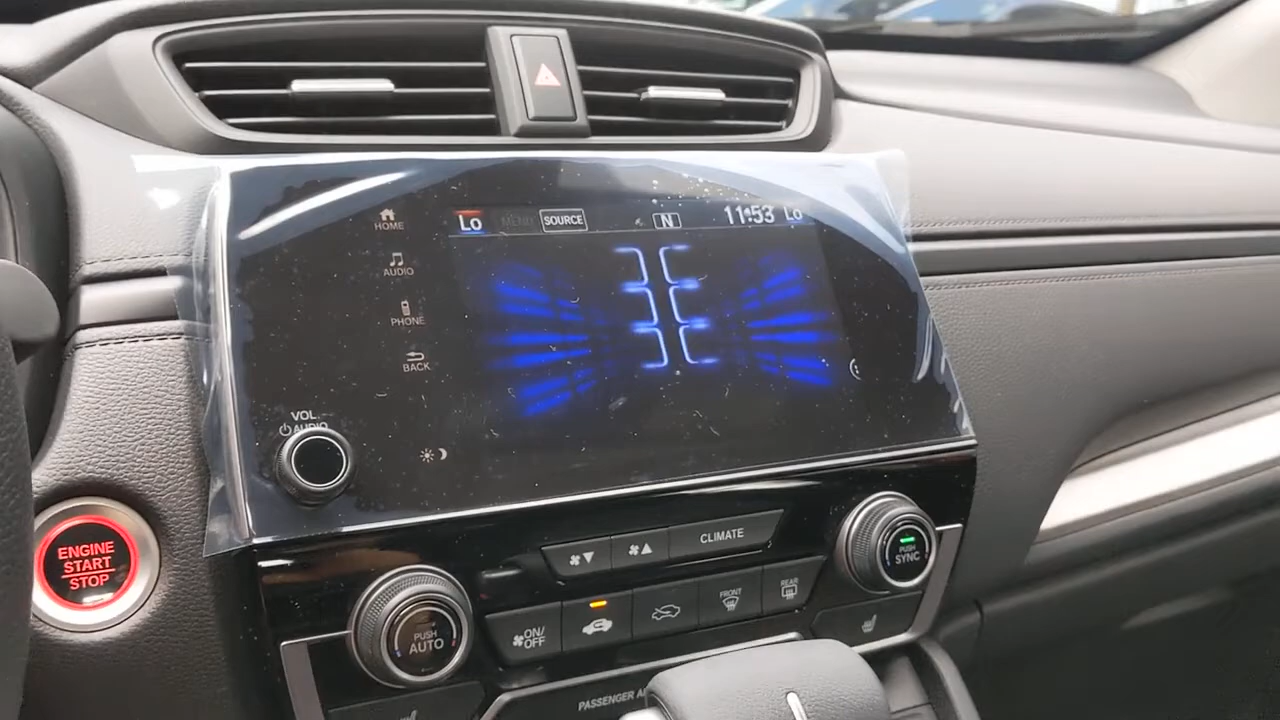 HOME
Lo
MENU
SOURCE
N
11:53
Lo
AUDIO
PHONE
BACK
VOL
AUDIO
ENGINE
START
STOP
CLIMATE
PUSH
SYNC
PUSH
AUTO
ON/
OFF
FRONT
REAR
PASSENGER